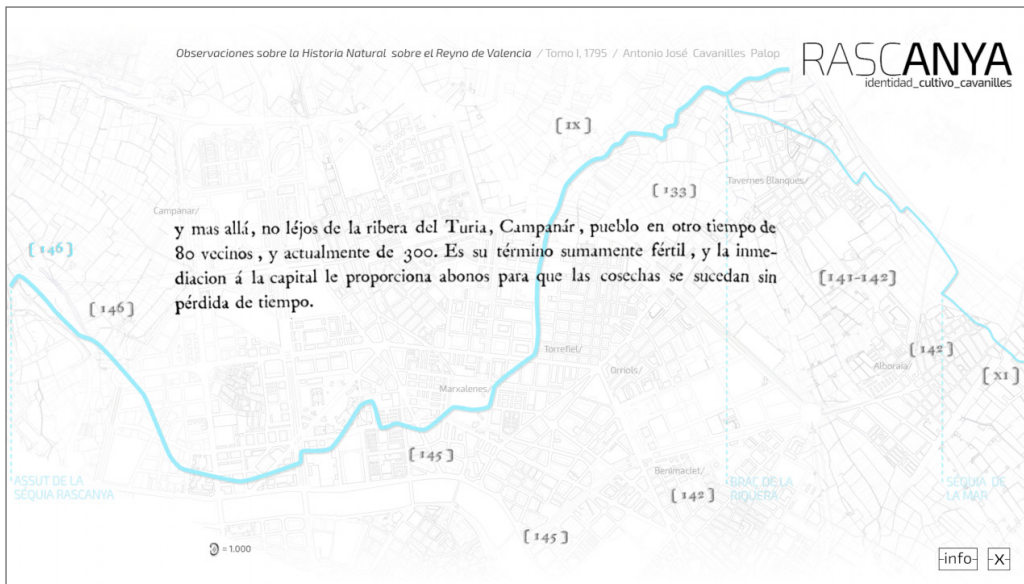 Observaciones sobre la Historia Natural sobre el Reyno de Valencia / Tomo I, 1795 / Antonio José Cavanilles Palop
RASCANYA
identidad_cultivo_cavanilles
[IX]
[133]
Tavernes Blanques/
Campanar/
y mas allá, no léjos de la ribera del Turia, Campanár, pueblo en otro tiempo de
80 vecinos, y actualmente de 300. Es su término sumamente fértil, y la inme-
diacion á la capital le proporciona abonos para que las cosechas se sucedan sin
pérdida de tiempo.
[146]
[146]
[141-142]
Torrefiel/
[142]
Orriols/
Alboraia/
[XI]
Marxalenes/
[145]
Benimaclet/
ASSUT DE LA
SÉQUIA RASCANYA
[142]
BRAÇ DE LA
RIQUERA
SÉQUIA DE
LA MAR
[145]
= 1.000
-info-
-X-